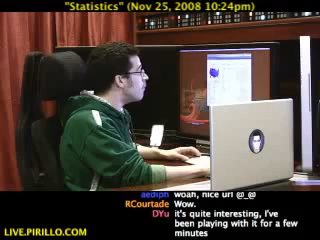 "Statistics" (Nov 25, 2008 10:24pm)
aediph woah, nice url @_@
RCourtade Wow.
DYu it's quite interesting, I've
been playing with it for a few
minutes
LIVE.PIRILLO.COM